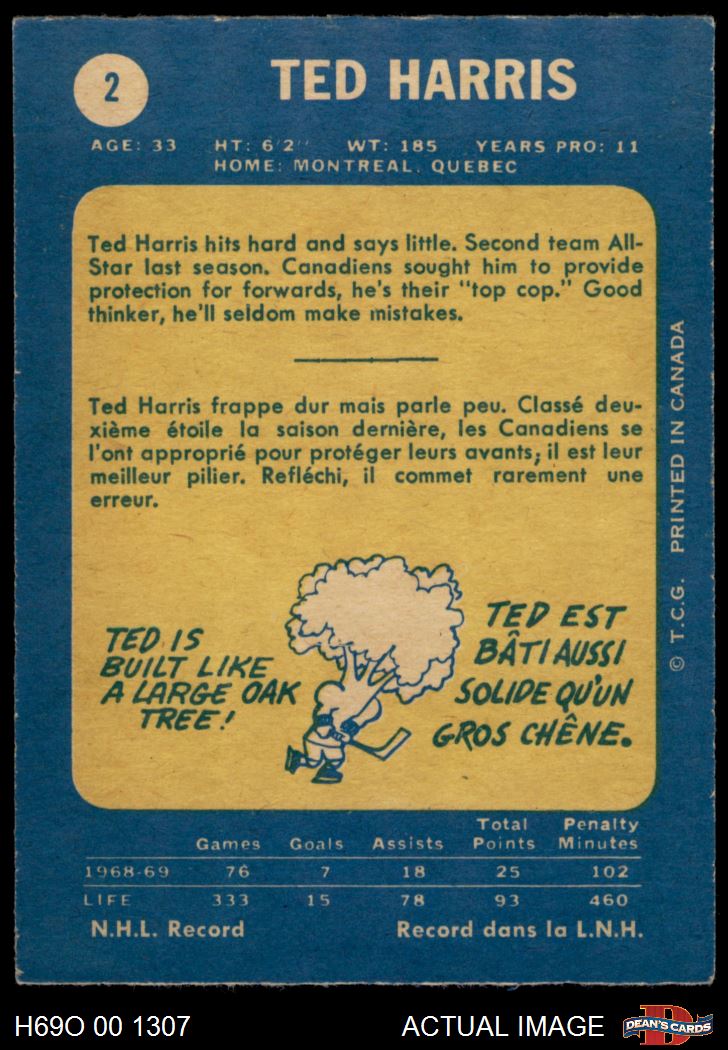 2
TED HARRIS
AGE: 33 HT: 6'2" WT: 185 YEARS PRO: 11
HOME: MONTREAL, QUEBEC
Ted Harris hits hard and says little. Second team All-
Star last season. Canadiens sought him to provide
protection for forwards, he's their "top cop." Good
thinker, he'll seldom make mistakes.
Ted Harris frappe dur mais parle peu. Classé deu-
xième étoile la saison dernière, les Canadiens se
l'ont approprié pour protéger leurs avants; il est leur
meilleur pilier. Refléchi, il commet rarement une
erreur.
TED IS
BUILT LIKE
A LARGE OAK
TREE!
TED EST
BÂTI AUSSI
SOLIDE QU'UN
GROS CHÊNE.
© T.C.G. PRINTED IN CANADA
Games Goals Assists Total Points Penalty Minutes
1968-69 76 7 18 25 102
LIFE 333 15 78 93 460
N.H.L. Record Record dans la L.N.H.
H69O 00 1307 ACTUAL IMAGE D DEAN'S CARDS